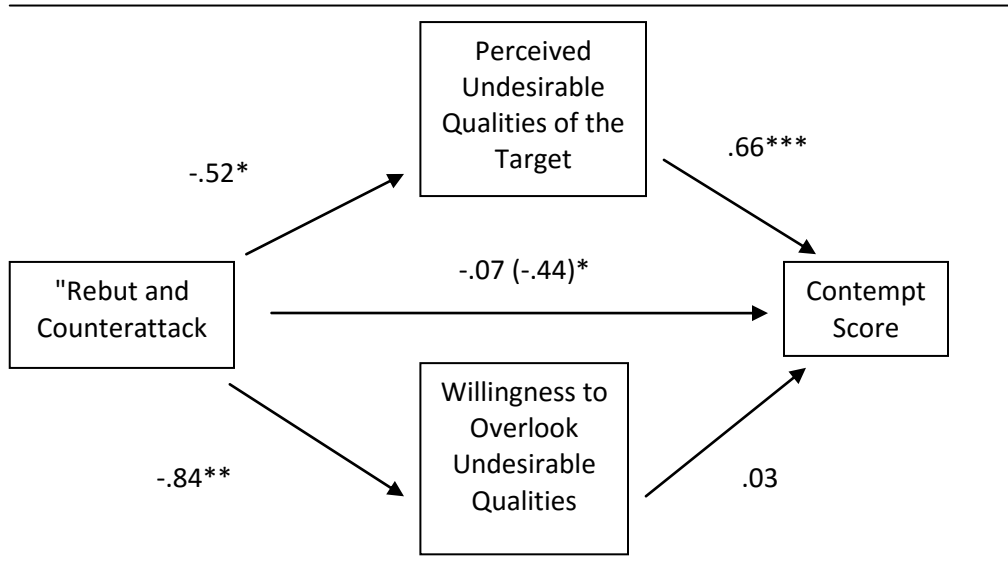 Perceived
Undesirable
Qualities of the
Target
-.52*
.66***
-.07 (-.44)*
"Rebut and
Counterattack
Contempt
Score
Willingness to
Overlook
Undesirable
Qualities
-.84**
.03